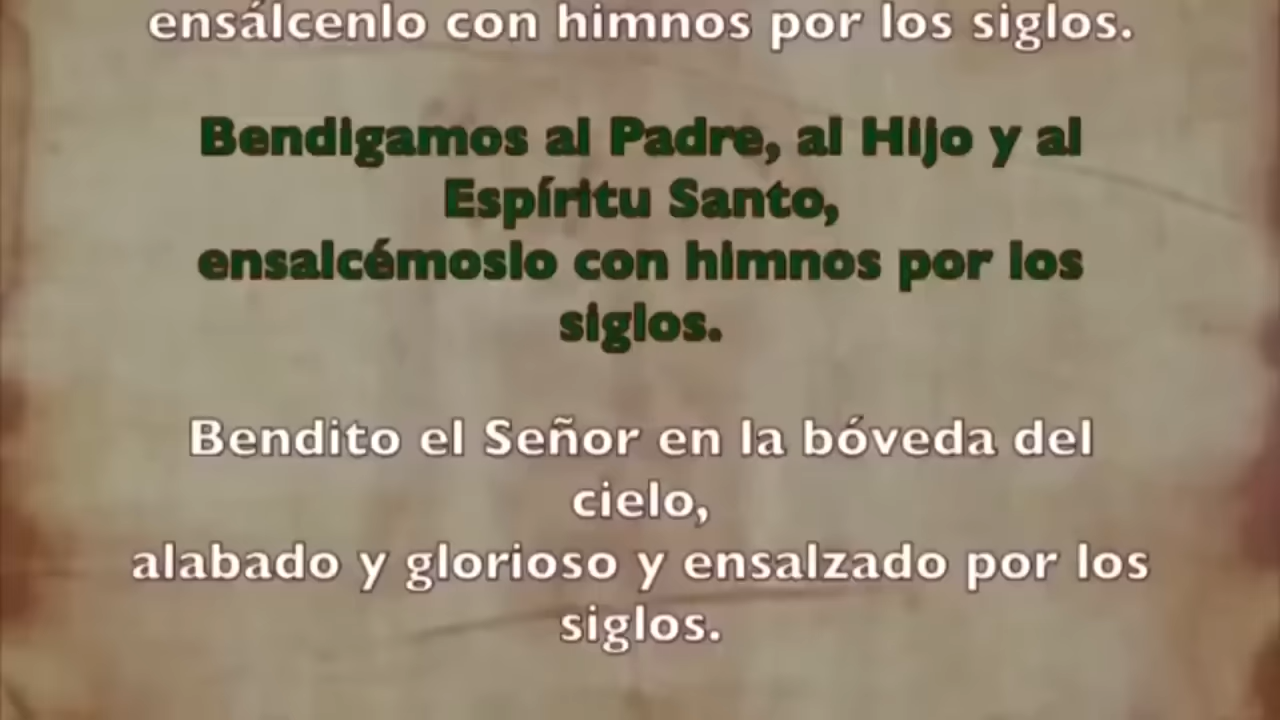 ensálcenlo con himnos por los siglos.
Bendigamos al Padre, al Hijo y al
Espíritu Santo,
ensalcémoslo con himnos por los
siglos.
Bendito el Señor en la bóveda del
cielo,
alabado y glorioso y ensalzado por los
siglos.